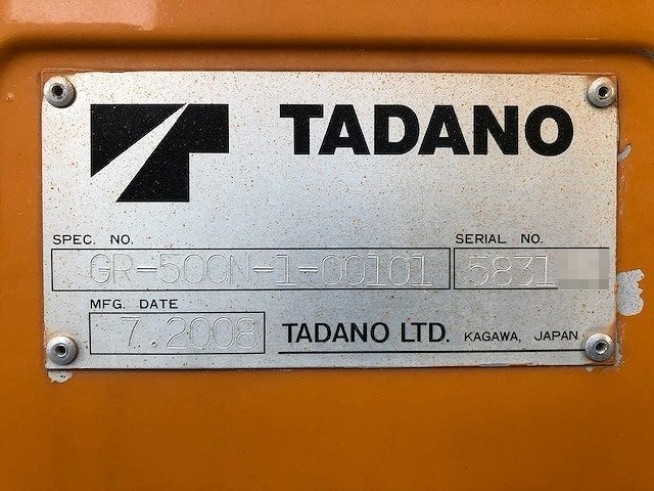 TADANO
SPEC. NO. SERIAL NO.
GR-500N-1-00101 5831
MFG. DATE
7.2008 TADANO LTD. KAGAWA, JAPAN